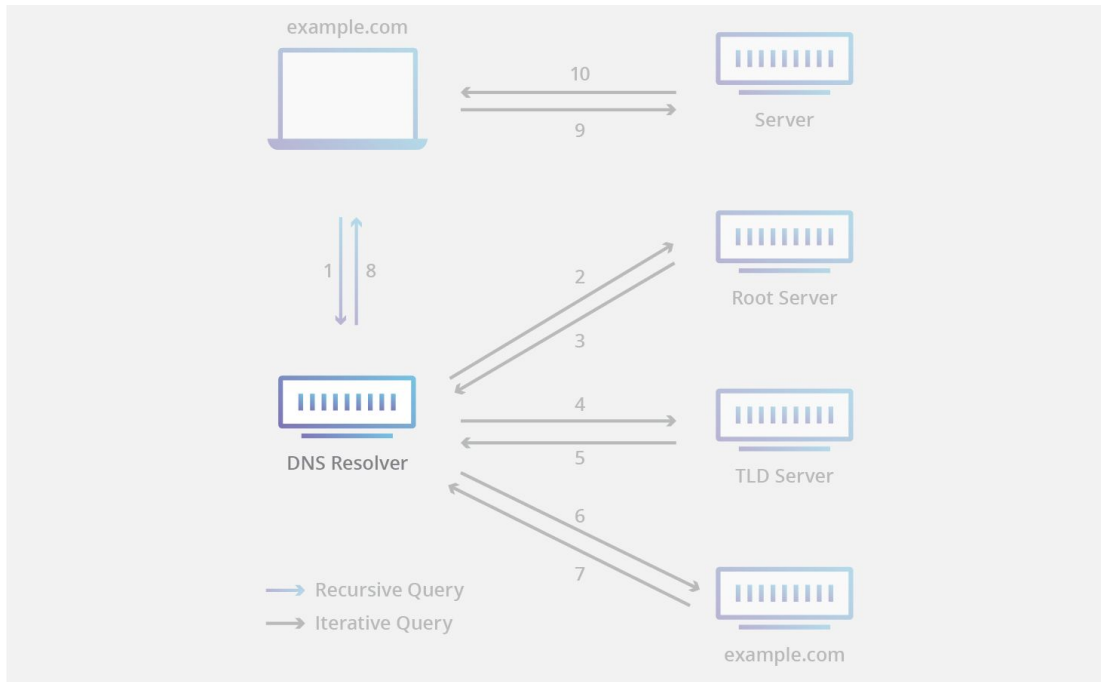 example.com
10
9
Server
1
8
2
3
Root Server
4
5
DNS Resolver
TLD Server
6
7
Recursive Query
Iterative Query
example.com